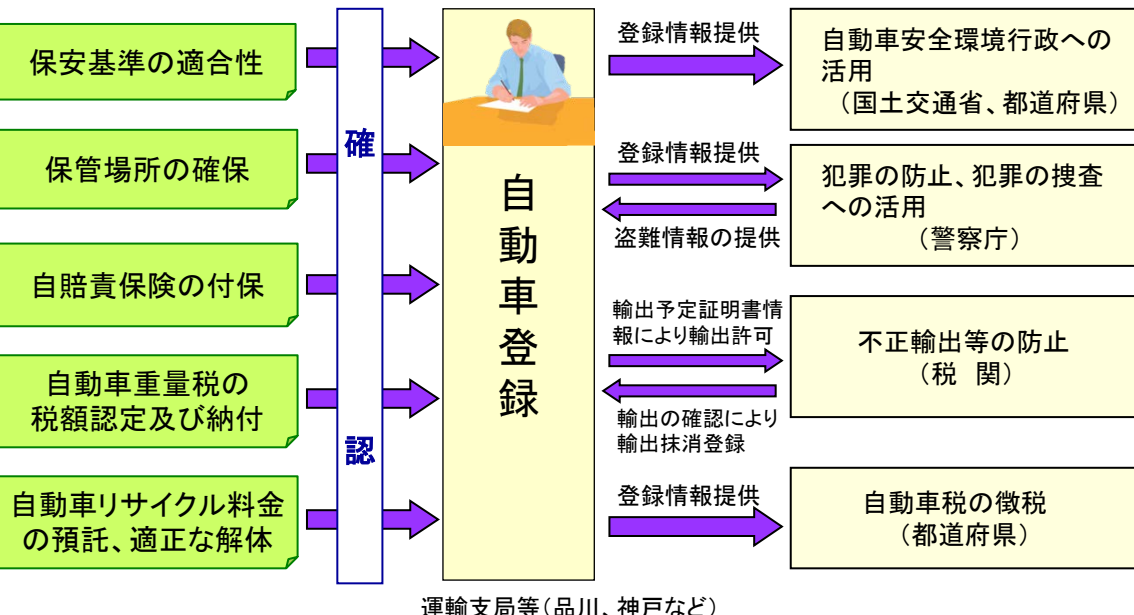 保安基準の適合性
保管場所の確保
自賠責保険の付保
自動車重量税の
税額認定及び納付
自動車リサイクル料金
の預託、適正な解体
確認
自動車登録
登録情報提供
登録情報提供
盗難情報の提供
輸出予定証明書情
報により輸出許可
輸出の確認により
輸出抹消登録
登録情報提供
自動車安全環境行政への
活用
（国土交通省、都道府県）
犯罪の防止、犯罪の捜査
への活用
（警察庁）
不正輸出等の防止
（税　関）
自動車税の徴税
（都道府県）
運輸支局等（品川、神戸など）